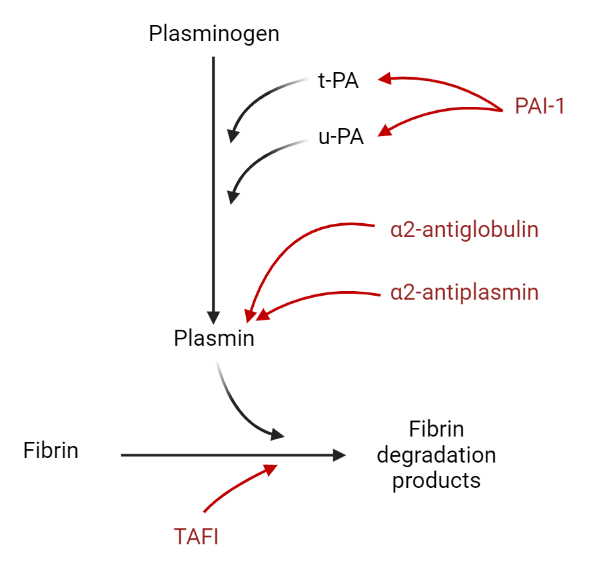 Plasminogen
t-PA
PAI-1
u-PA
α2-antiglobulin
α2-antiplasmin
Plasmin
Fibrin
Fibrin
degradation
products
TAFI